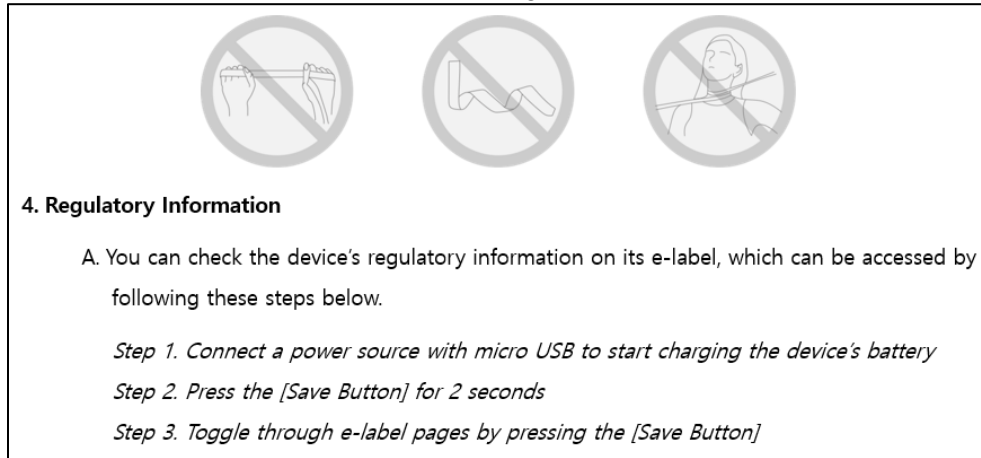 4. Regulatory Information
A. You can check the device's regulatory information on its e-label, which can be accessed by
following these steps below.
Step 1. Connect a power source with micro USB to start charging the device's battery
Step 2. Press the [Save Button] for 2 seconds
Step 3. Toggle through e-label pages by pressing the [Save Button]